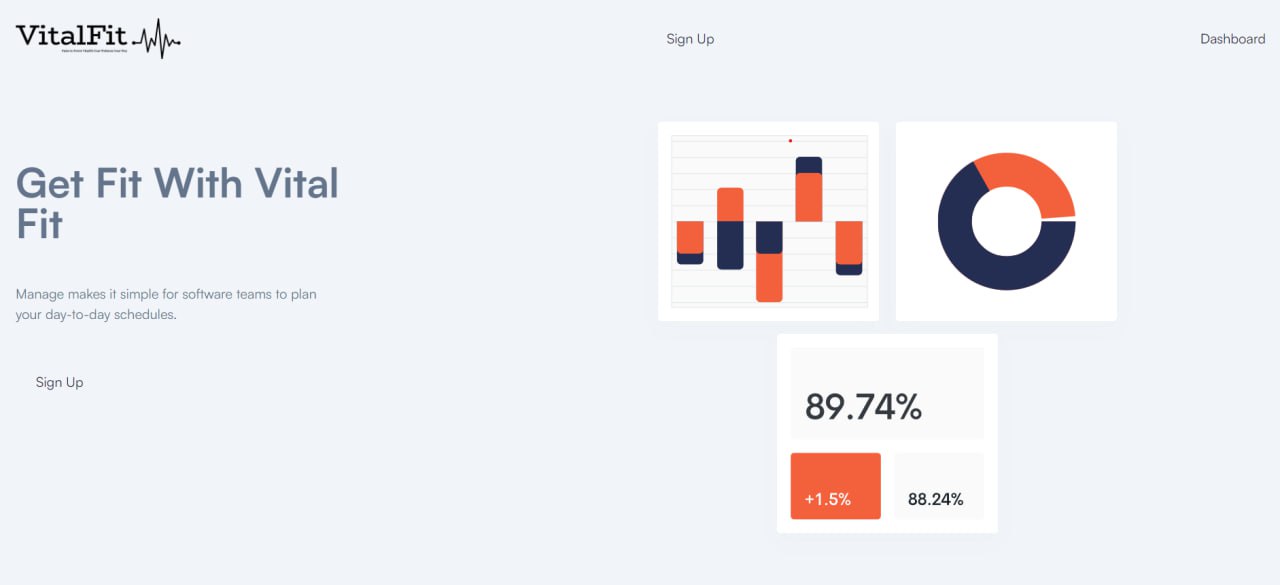 VitalFit
Sign Up
Dashboard
Get Fit With Vital
Fit
Manage makes it simple for software teams to plan
your day-to-day schedules.
Sign Up
89.74%
+1.5%
88.24%